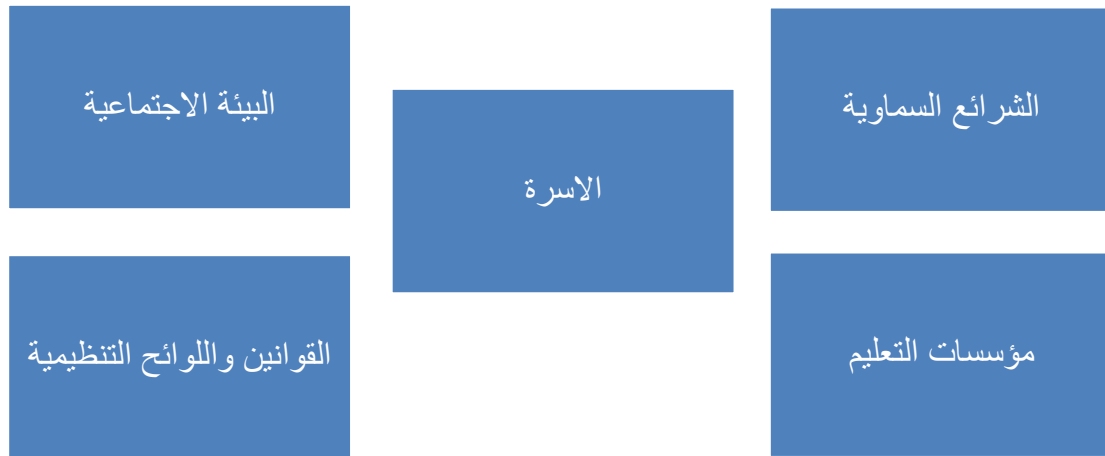 الشرائع السماوية
الاسرة
البيئة الاجتماعية
مؤسسات التعليم
القوانين واللوائح التنظيمية